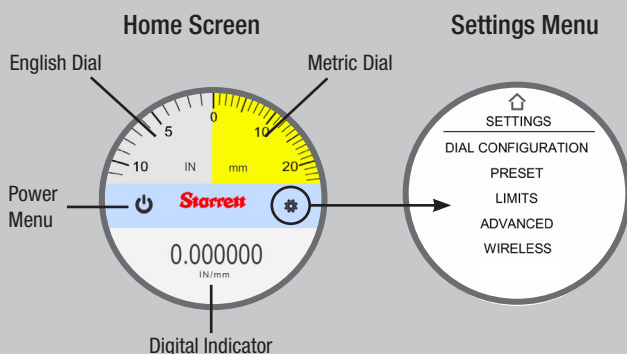 Home Screen
Settings Menu
English Dial
Metric Dial
0
5
10
10
20
IN
mm
Power
Menu
Starrett
0.000000
IN/mm
Digital Indicator
SETTINGS
DIAL CONFIGURATION
PRESET
LIMITS
ADVANCED
WIRELESS